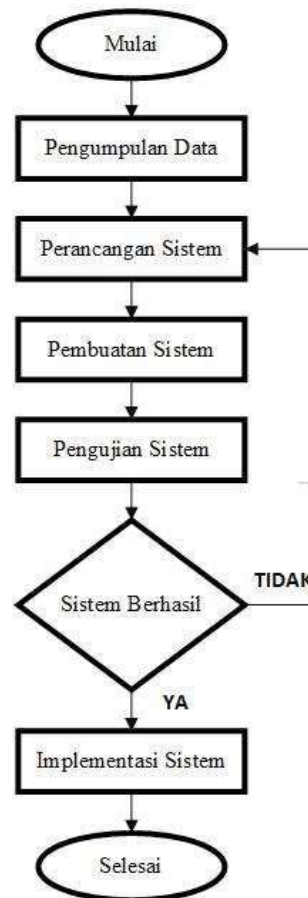 Mulai
Pengumpulan Data
Perancangan Sistem
Pembuatan Sistem
Pengujian Sistem
Sistem Berhasil
TIDAK
YA
Implementasi Sistem
Selesai